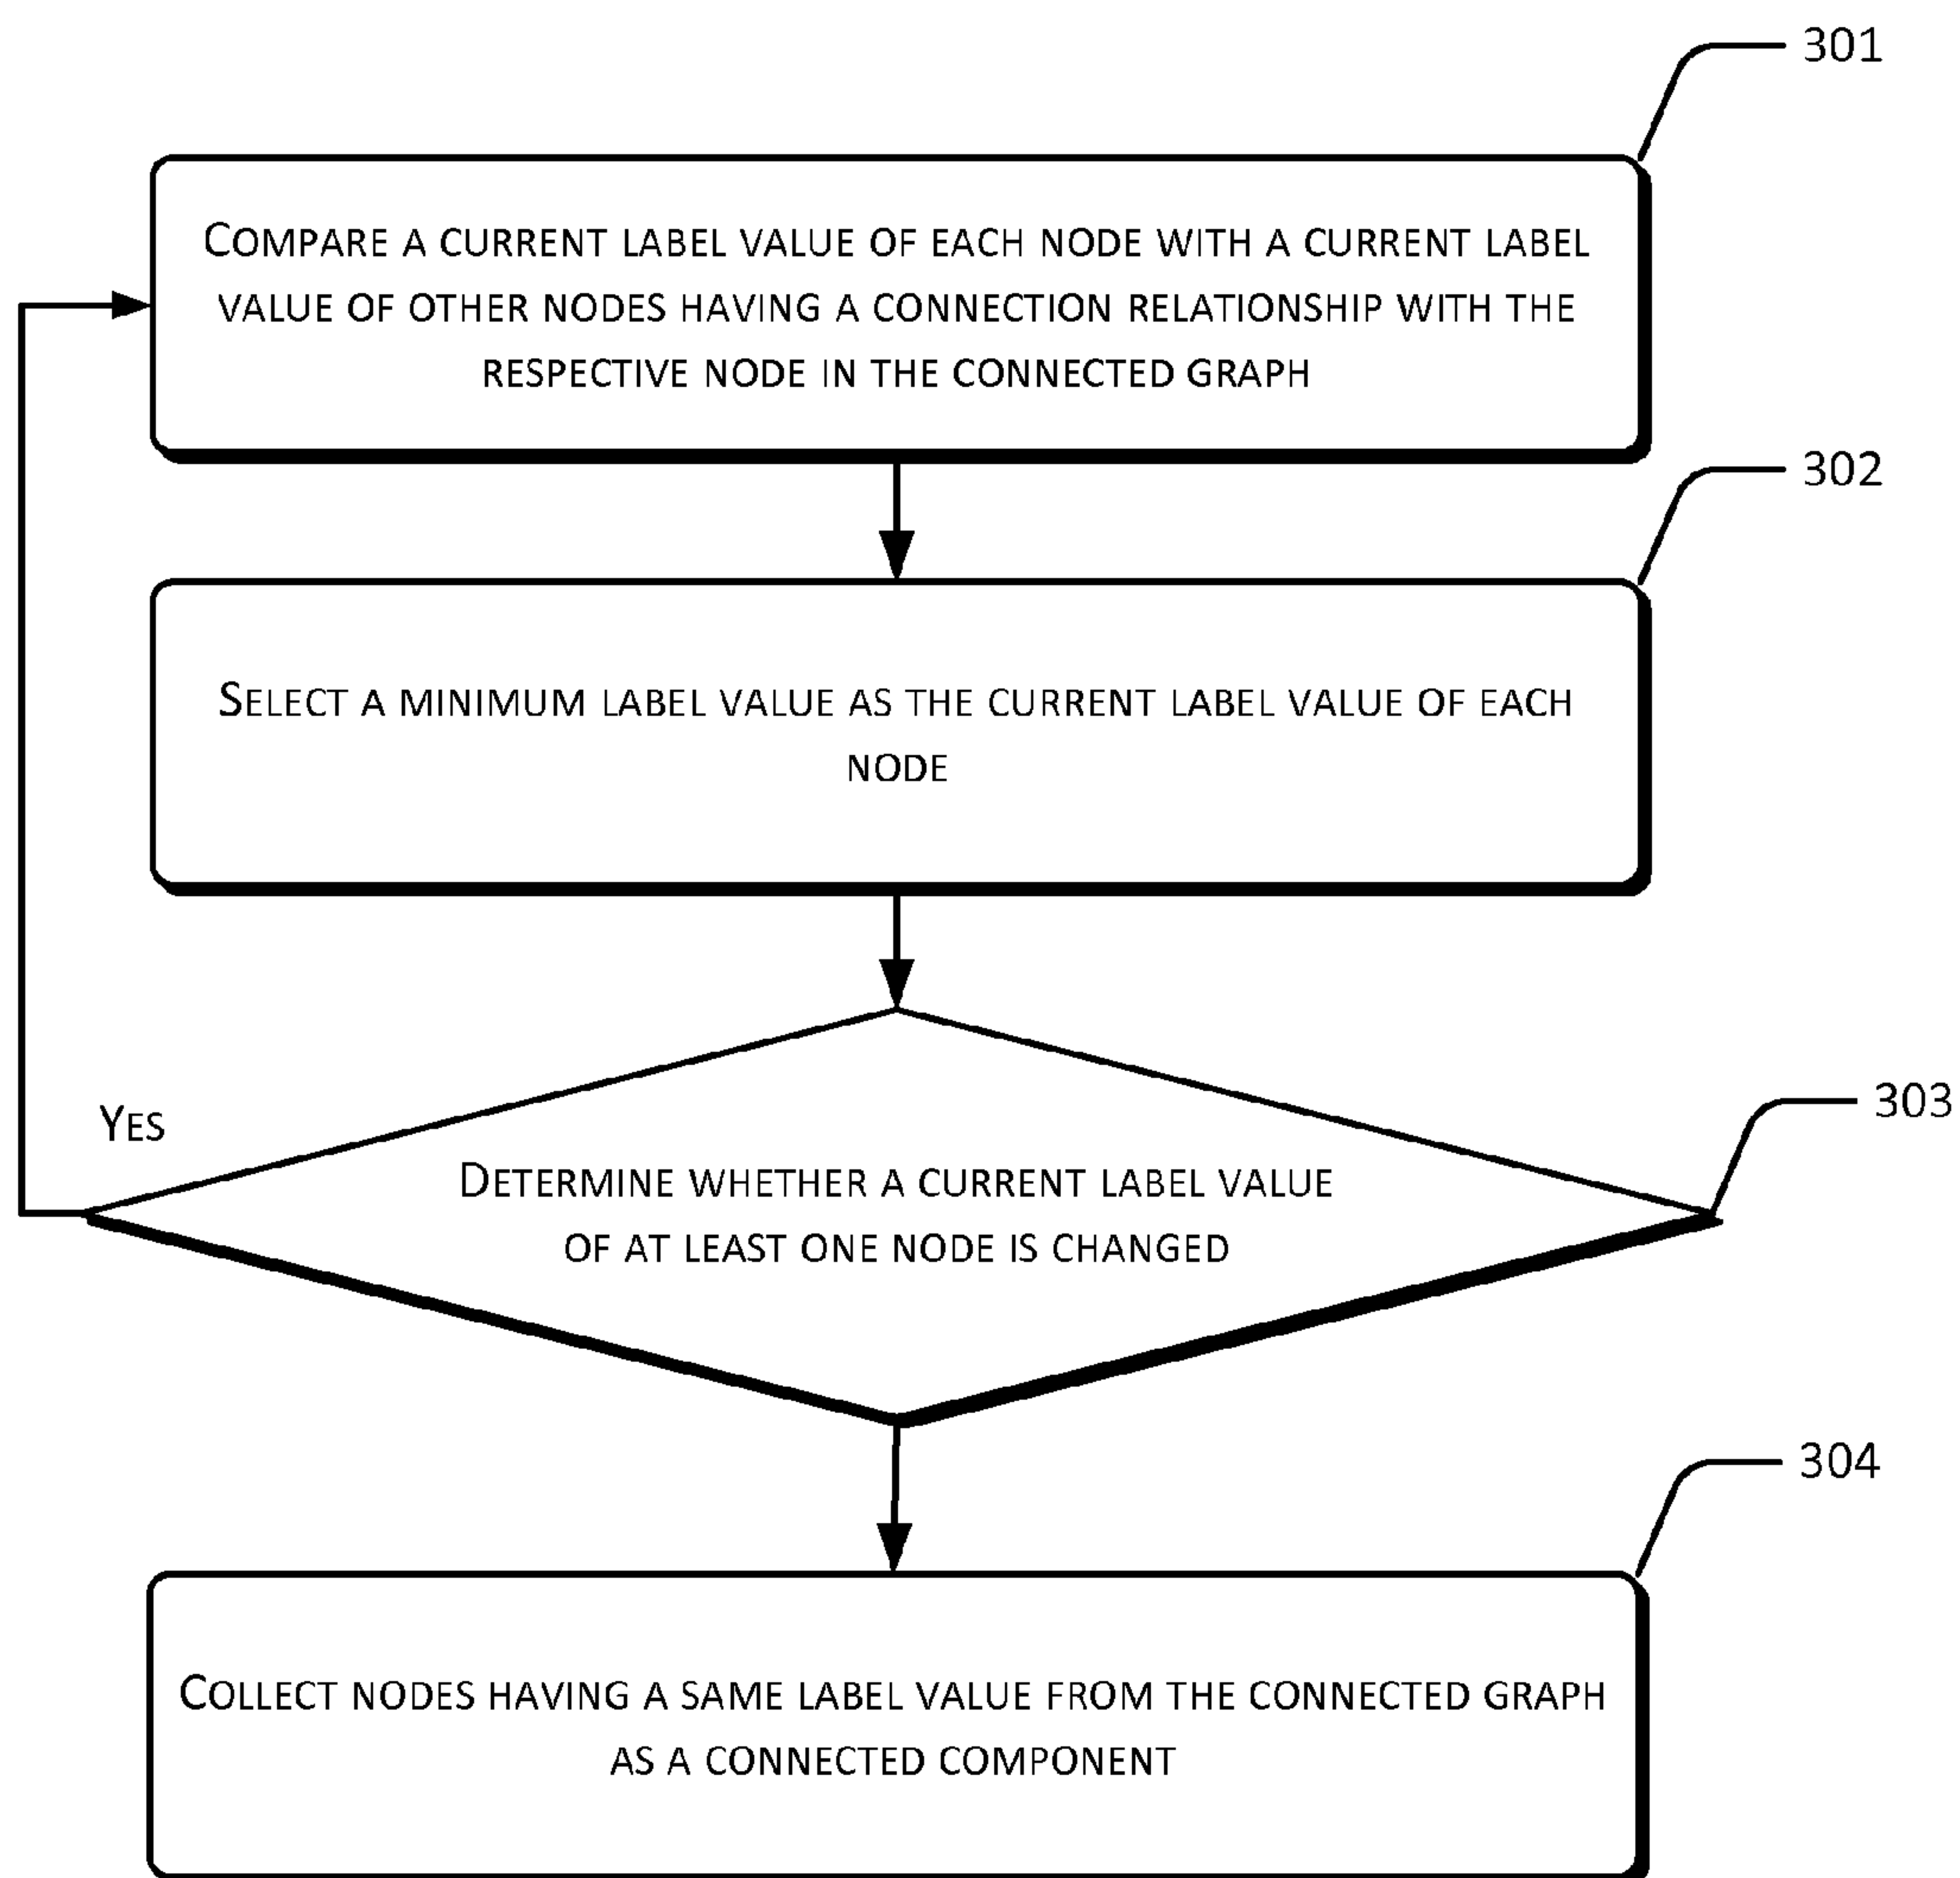 301
COMPARE A CURRENT LABEL VALUE OF EACH NODE WITH A CURRENT LABEL
VALUE OF OTHER NODES HAVING A CONNECTION RELATIONSHIP WITH THE
RESPECTIVE NODE IN THE CONNECTED GRAPH
302
SELECT A MINIMUM LABEL VALUE AS THE CURRENT LABEL VALUE OF EACH
NODE
303
YES
DETERMINE WHETHER A CURRENT LABEL VALUE
OF AT LEAST ONE NODE IS CHANGED
304
COLLECT NODES HAVING A SAME LABEL VALUE FROM THE CONNECTED GRAPH
AS A CONNECTED COMPONENT